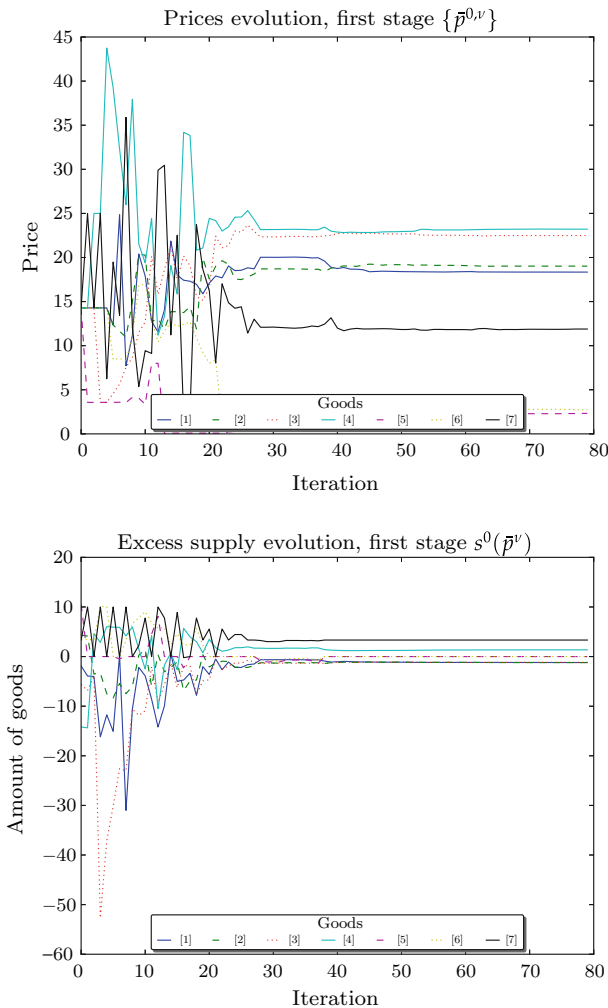 Prices evolution, first stage {p̄^{0,ν}}
45
40
35
30
25
20
15
10
5
0
Price
Goods
[1] [2] [3] [4] [5] [6] [7]
0 10 20 30 40 50 60 70 80
Iteration
Excess supply evolution, first stage s^0(p̄^ν)
20
10
0
−10
−20
−30
−40
−50
−60
Amount of goods
Goods
[1] [2] [3] [4] [5] [6] [7]
0 10 20 30 40 50 60 70 80
Iteration